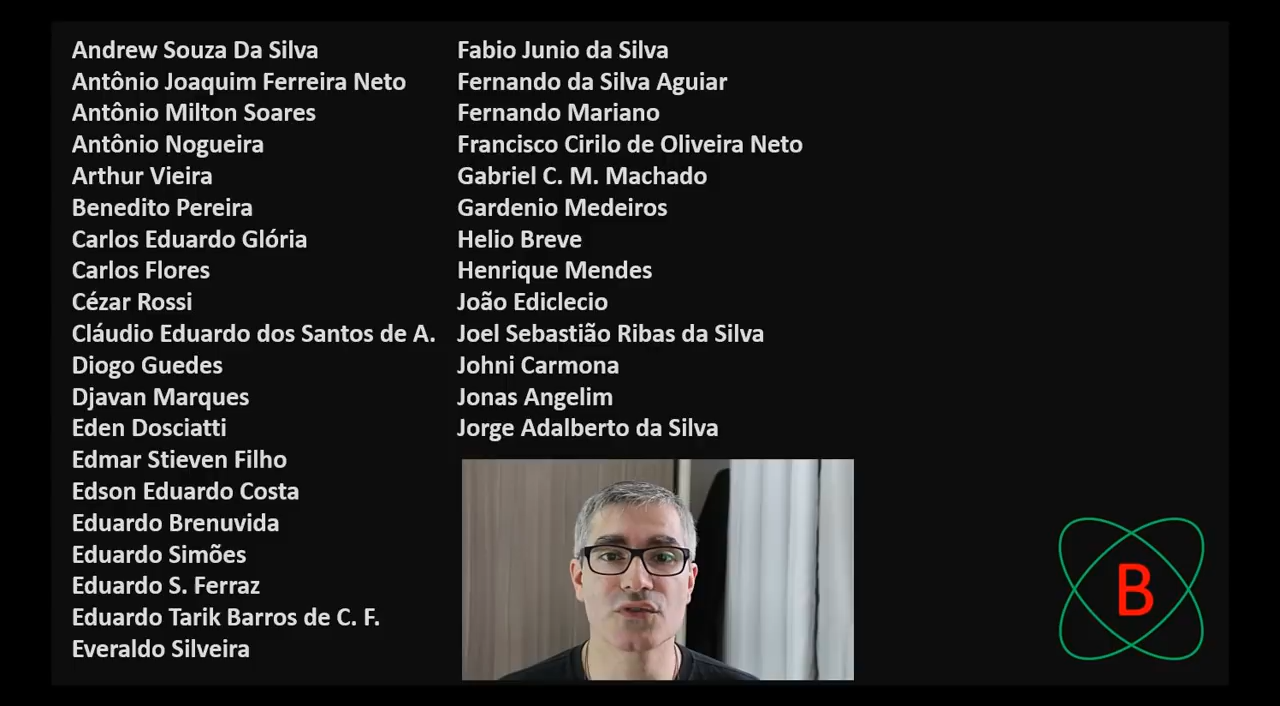 Andrew Souza Da Silva
Antônio Joaquim Ferreira Neto
Antônio Milton Soares
Antônio Nogueira
Arthur Vieira
Benedito Pereira
Carlos Eduardo Glória
Carlos Flores
Cézar Rossi
Cláudio Eduardo dos Santos de A.
Diogo Guedes
Djavan Marques
Eden Dosciatti
Edmar Stieven Filho
Edson Eduardo Costa
Eduardo Brenuvida
Eduardo Simões
Eduardo S. Ferraz
Eduardo Tarik Barros de C. F.
Everaldo Silveira
Fabio Junio da Silva
Fernando da Silva Aguiar
Fernando Mariano
Francisco Cirilo de Oliveira Neto
Gabriel C. M. Machado
Gardenio Medeiros
Helio Breve
Henrique Mendes
João Ediclecio
Joel Sebastião Ribas da Silva
Johni Carmona
Jonas Angelim
Jorge Adalberto da Silva
B